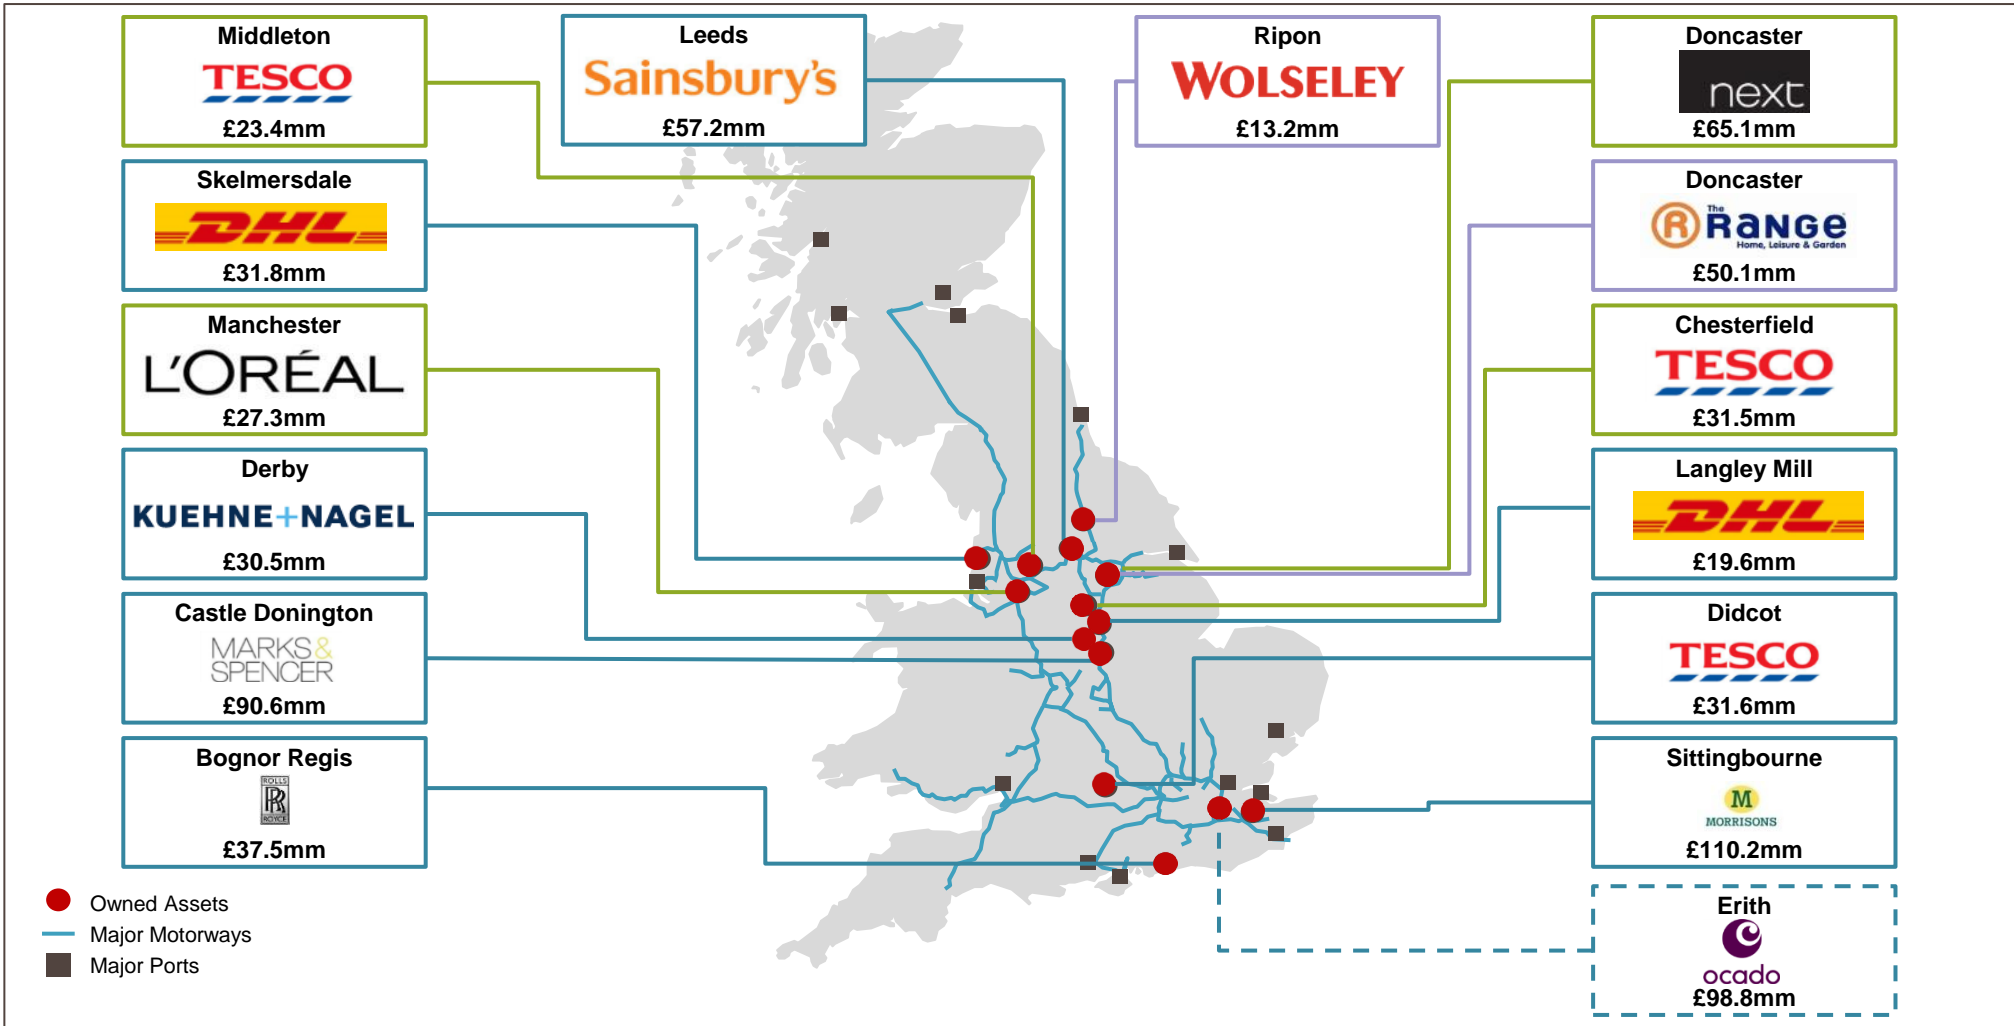 Middleton
TESCO
£23.4mm
Leeds
Sainsbury's
£57.2mm
Ripon
WOLSELEY
£13.2mm
Doncaster
next
£65.1mm
Skelmersdale
DHL
£31.8mm
Doncaster
The
R RANGe
Home, Leisure & Garden
£50.1mm
Manchester
L'ORÉAL
£27.3mm
Chesterfield
TESCO
£31.5mm
Derby
KUEHNE+NAGEL
£30.5mm
Langley Mill
DHL
£19.6mm
Castle Donington
MARKS&
SPENCER
£90.6mm
Didcot
TESCO
£31.6mm
Bognor Regis
ROLLS
RR
ROYCE
£37.5mm
Sittingbourne
M
MORRISONS
£110.2mm
Erith
ocado
£98.8mm
Owned Assets
Major Motorways
Major Ports